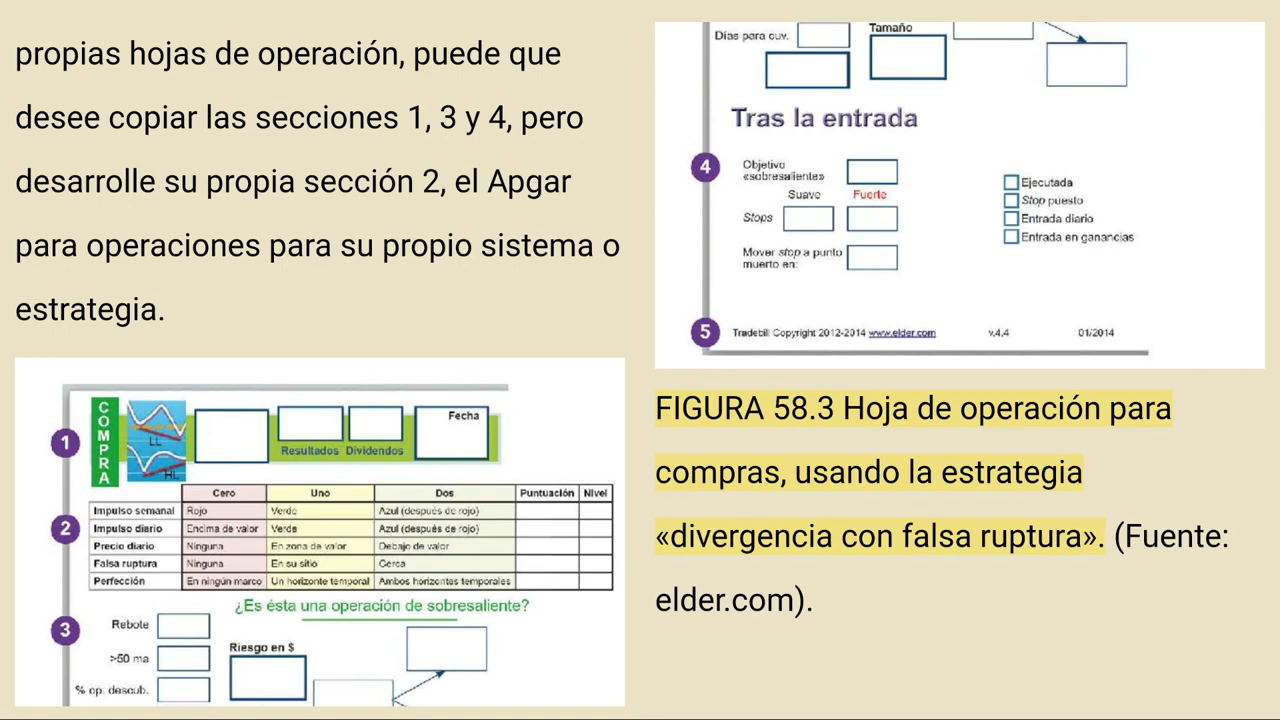 propias hojas de operación, puede que
desee copiar las secciones 1, 3 y 4, pero
desarrolle su propia sección 2, el Apgar
para operaciones para su propio sistema o
estrategia.
1
COMPRA
LL
HL
Resultados Dividendos
Fecha
Cero Uno Dos Puntuación Nivel
2
Impulso semanal Rojo Verde Azul (después de rojo)
Impulso diario Encima de valor Verde Azul (después de rojo)
Precio diario Ninguna En zona de valor Debajo de valor
Falsa ruptura Ninguna En su sitio Cerca
Perfección En ningún marco Un horizonte temporal Ambos horizontes temporales
¿Es ésta una operación de sobresaliente?
3
Rebote
>50 ma
% op. descub.
Riesgo en $
Días para cuv.
Tamaño
Tras la entrada
4
Objetivo
«sobresaliente»
Suave Fuerte
Stops
Mover stop a punto
muerto en:
Ejecutada
Stop puesto
Entrada diario
Entrada en ganancias
5
Tradebill Copyright 2012-2014 www.elder.com v.4.4 01/2014
FIGURA 58.3 Hoja de operación para
compras, usando la estrategia
«divergencia con falsa ruptura». (Fuente:
elder.com).